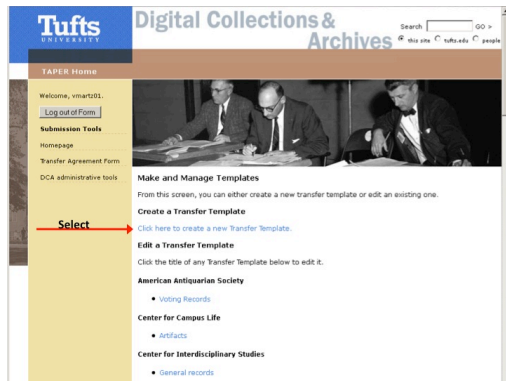 Tufts
UNIVERSITY
Digital Collections &
Archives
Search GO >
this site Tufts.edu people
TAPER Home
Welcome, vmartz01.
Log out of Form
Submission Tools
Homepage
Transfer Agreement Form
DCA administrative tools
Select
Make and Manage Templates
From this screen, you can either create a new transfer template or edit an existing one.
Create a Transfer Template
Click here to create a new Transfer Template.
Edit a Transfer Template
Click the title of any Transfer Template below to edit it.
American Antiquarian Society
• Voting Records
Center for Campus Life
• Artifacts
Center for Interdisciplinary Studies
• General records